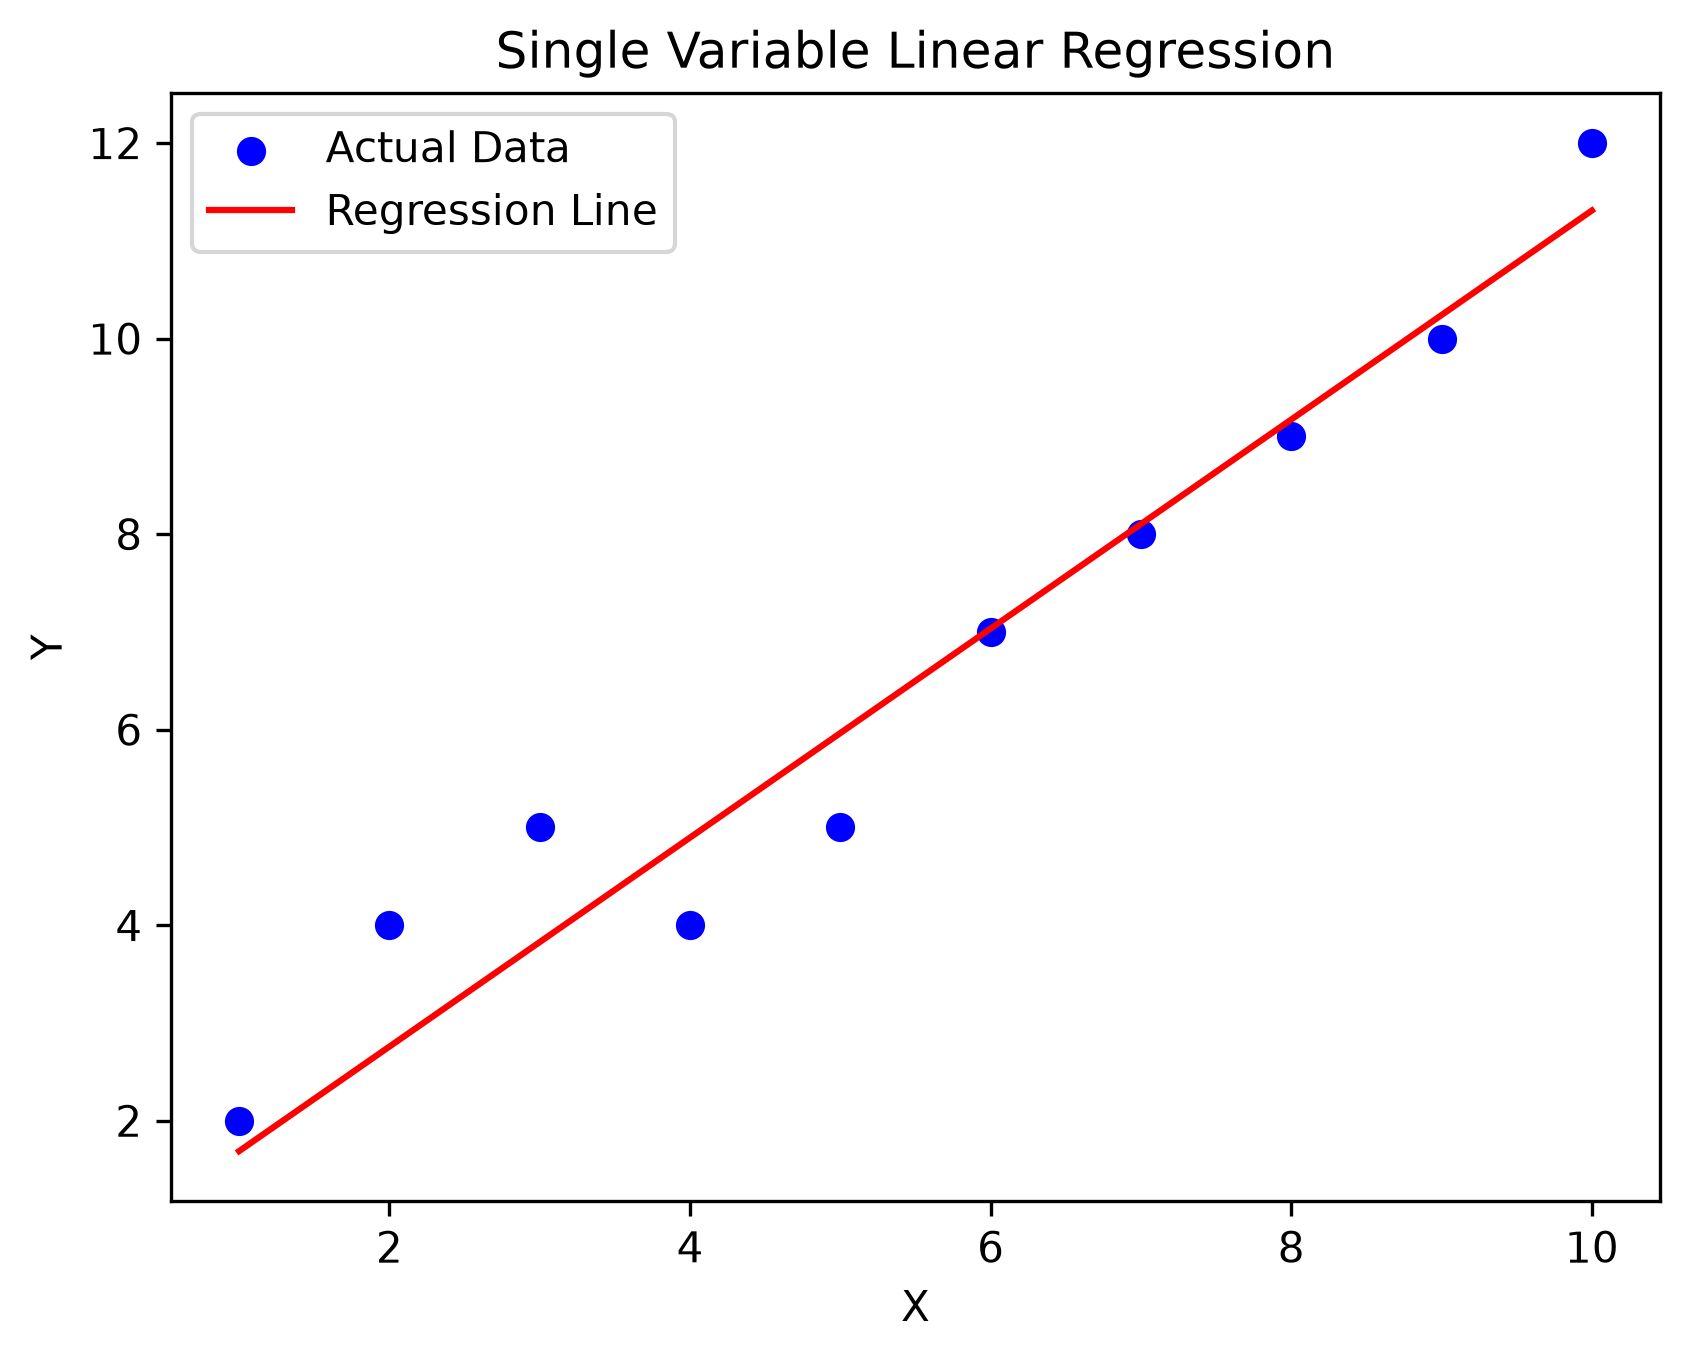 Single Variable Linear Regression
Actual Data
Regression Line
12
10
8
6
4
2
Y
2 4 6 8 10
X